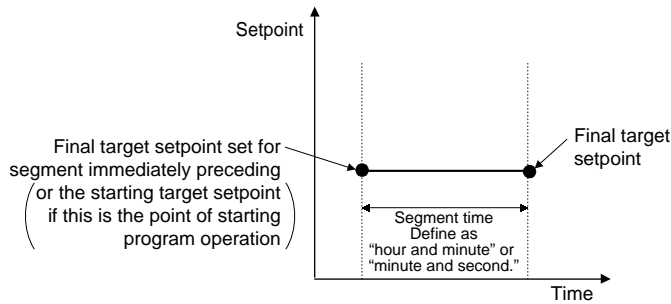 Setpoint
Final target setpoint set for
segment immediately preceding
(or the starting target setpoint
if this is the point of starting
program operation)
Final target
setpoint
Segment time
Define as
“hour and minute” or
“minute and second.”
Time